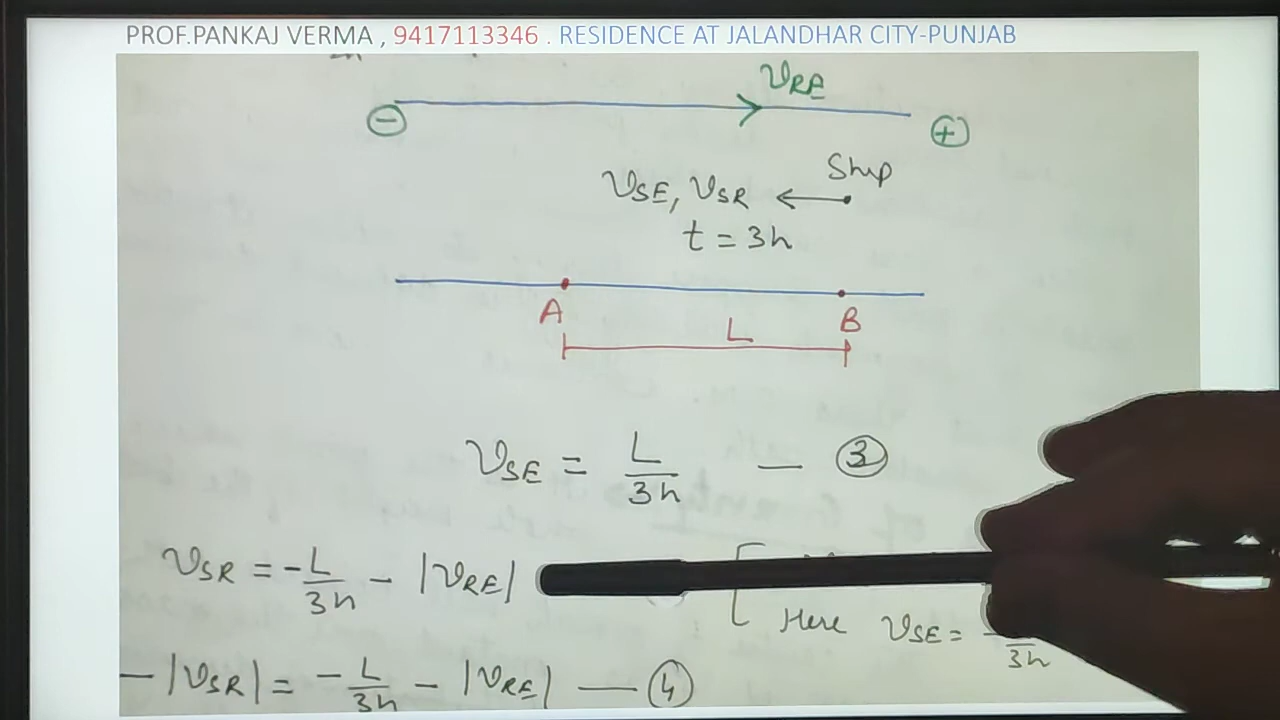 PROF.PANKAJ VERMA , 9417113346 . RESIDENCE AT JALANDHAR CITY-PUNJAB
V_RE
⊖ ⊕
Ship
V_SE, V_SR ←
t = 3h
A B
L
V_SE = L/3h — ③
V_SR = -L/3h - |V_RE|
Here V_SE = - /3h
- |V_SR| = -L/3h - |V_RE| — ④